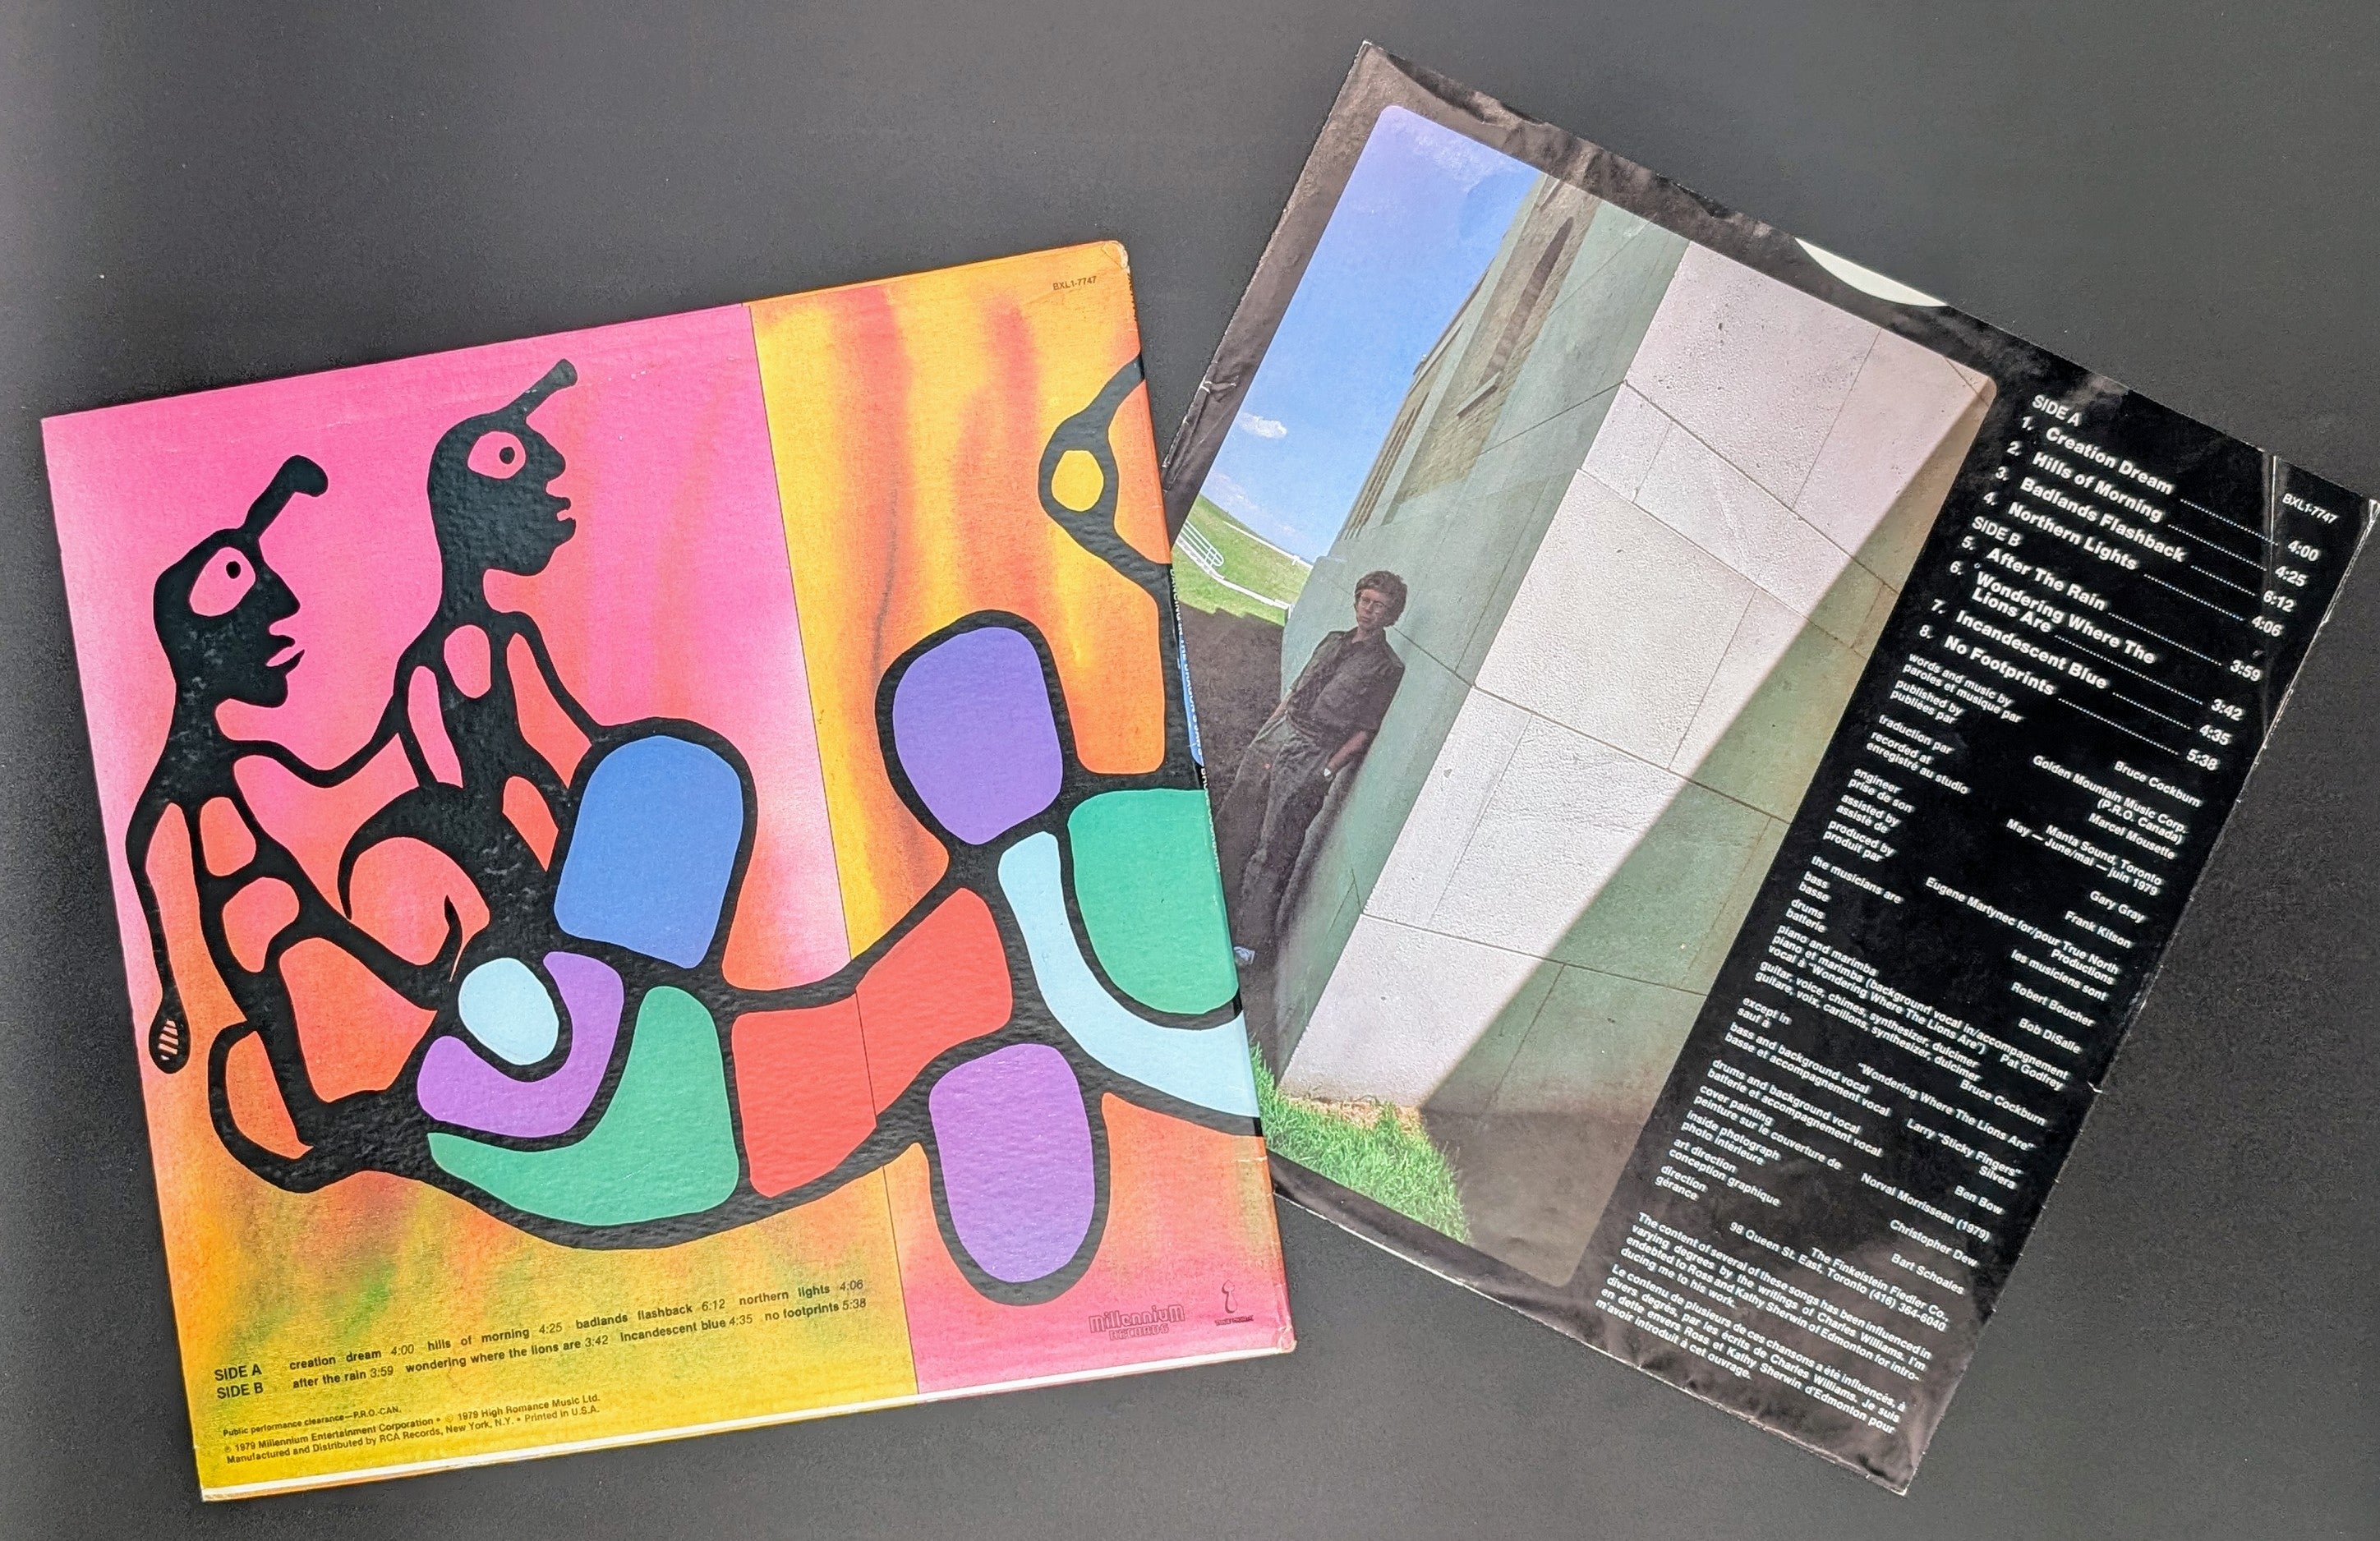 BXL1-7747
SIDE A creation dream 4:00 hills of morning 4:25 badlands flashback 6:12 northern lights 4:06
SIDE B after the rain 3:59 wondering where the lions are 3:42 incandescent blue 4:35 no footprints 5:38
Public performance clearance—P.R.O.-CAN.
℗ 1979 Millennium Entertainment Corporation • © 1979 High Romance Music Ltd.
Manufactured and Distributed by RCA Records, New York, N.Y. • Printed in U.S.A.
millennium
RECORDS
BXL1-7747
SIDE A
1. Creation Dream 4:00
2. Hills of Morning 4:25
3. Badlands Flashback 6:12
4. Northern Lights 4:06
SIDE B
5. After The Rain 3:59
6. Wondering Where The
Lions Are 3:42
7. Incandescent Blue 4:35
8. No Footprints 5:38
words and music by
paroles et musique par Bruce Cockburn
published by
publiées par Golden Mountain Music Corp.
(P.R.O. Canada)
traduction par Marcel Mousette
recorded at
enregistré au studio Manta Sound, Toronto
May — June/mai — juin 1979
engineer
prise de son Gary Gray
assisted by
assisté de Frank Kitson
produced by
produit par Eugene Martynec for/pour True North
Productions
the musicians are les musiciens sont
bass
basse Robert Boucher
drums
batterie Bob DiSalle
piano and marimba (background vocal in/accompagnement
piano et marimba
vocal à "Wondering Where The Lions Are") Pat Godfrey
guitar, voice, chimes, synthesizer, dulcimer
guitare, voix, carillons, synthesizer, dulcimer Bruce Cockburn
except in
sauf à "Wondering Where The Lions Are"
bass and background vocal
basse et accompagnement vocal Larry "Sticky Fingers"
Silvera
drums and background vocal
batterie et accompagnement vocal Ben Bow
cover painting
peinture sur le couverture de Norval Morrisseau (1979)
inside photograph
photo intérieure Christopher Dew
art direction
conception graphique Bart Schoales
direction
gérance The Finkelstein Fiedler Co.,
98 Queen St. East, Toronto (416) 364-6040
The content of several of these songs has been influenced in
varying degrees by the writings of Charles Williams. I'm
endebted to Ross and Kathy Sherwin of Edmonton for intro-
ducing me to his work.
Le contenu de plusieurs de ces chansons a été influencés, à
divers degrés, par les écrits de Charles Williams. Je suis
en dette envers Ross et Kathy Sherwin d'Edmonton pour
m'avoir introduit à cet ouvrage.